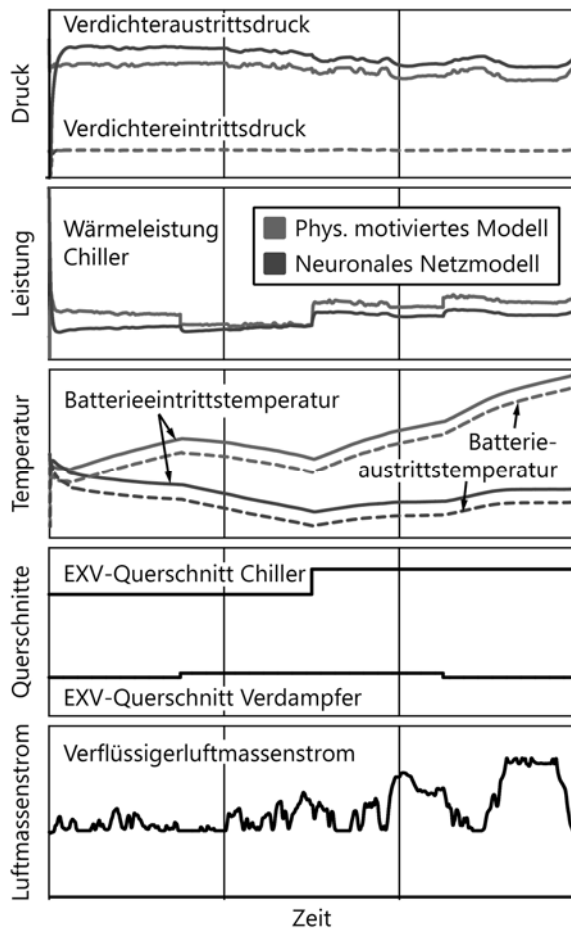 Druck
Verdichteraustrittsdruck
Verdichtereintrittsdruck
Leistung
Wärmeleistung
Chiller
Phys. motiviertes Modell
Neuronales Netzmodell
Temperatur
Batterieeintrittstemperatur
Batterie-
austrittstemperatur
Querschnitte
EXV-Querschnitt Chiller
EXV-Querschnitt Verdampfer
Luftmassenstrom
Verflüssigerluftmassenstrom
Zeit